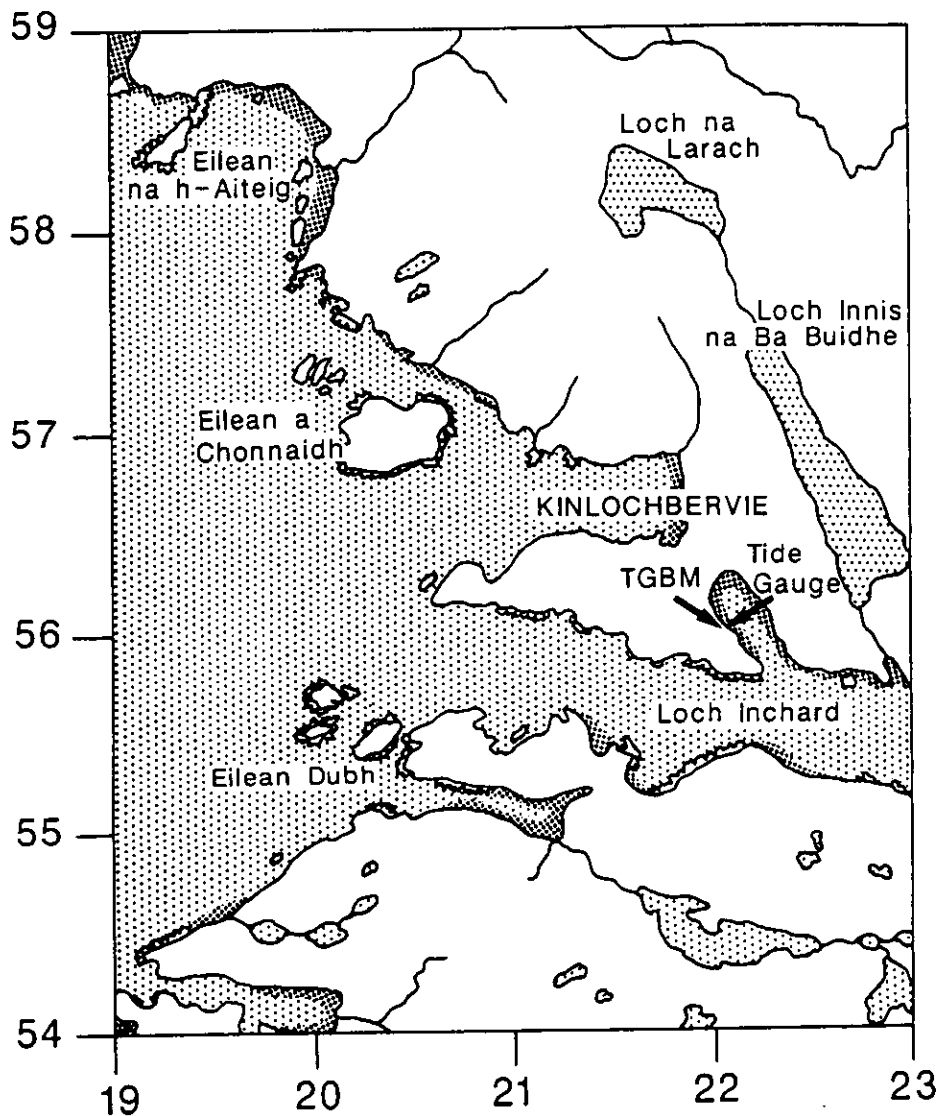 59
58
57
56
55
54
19
20
21
22
23
Eilean
na h-Aiteig
Loch na
Larach
Loch Innis
na Ba Buidhe
Eilean a
Chonnaidh
KINLOCHBERVIE
TGBM
Tide
Gauge
Loch Inchard
Eilean Dubh